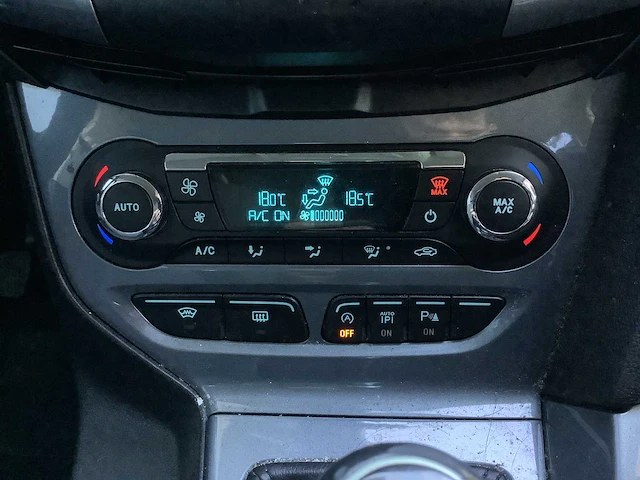 AUTO
18.0°C
18.5°C
A/C ON
MAX
MAX
A/C
A/C
OFF
AUTO
P
ON
P
ON